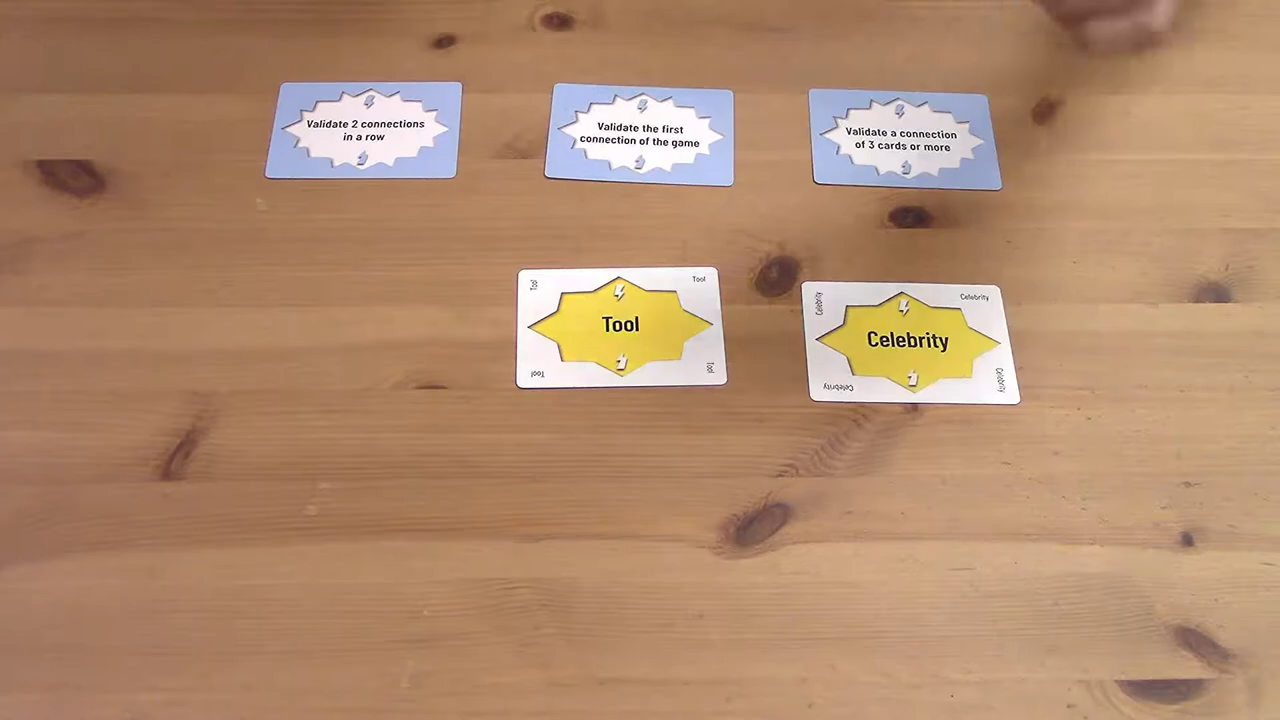 Validate 2 connections
in a row
Validate the first
connection of the game
Validate a connection
of 3 cards or more
Tool
Tool
Tool
Tool
Tool
Celebrity
Celebrity
Celebrity
Celebrity
Celebrity